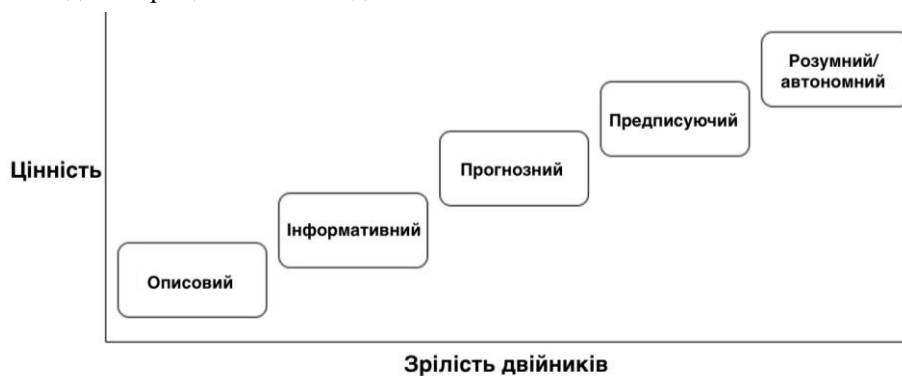 Розумний/
автономний
Предписуючий
Прогнозний
Цінність
Інформативний
Описовий
Зрілість двійників